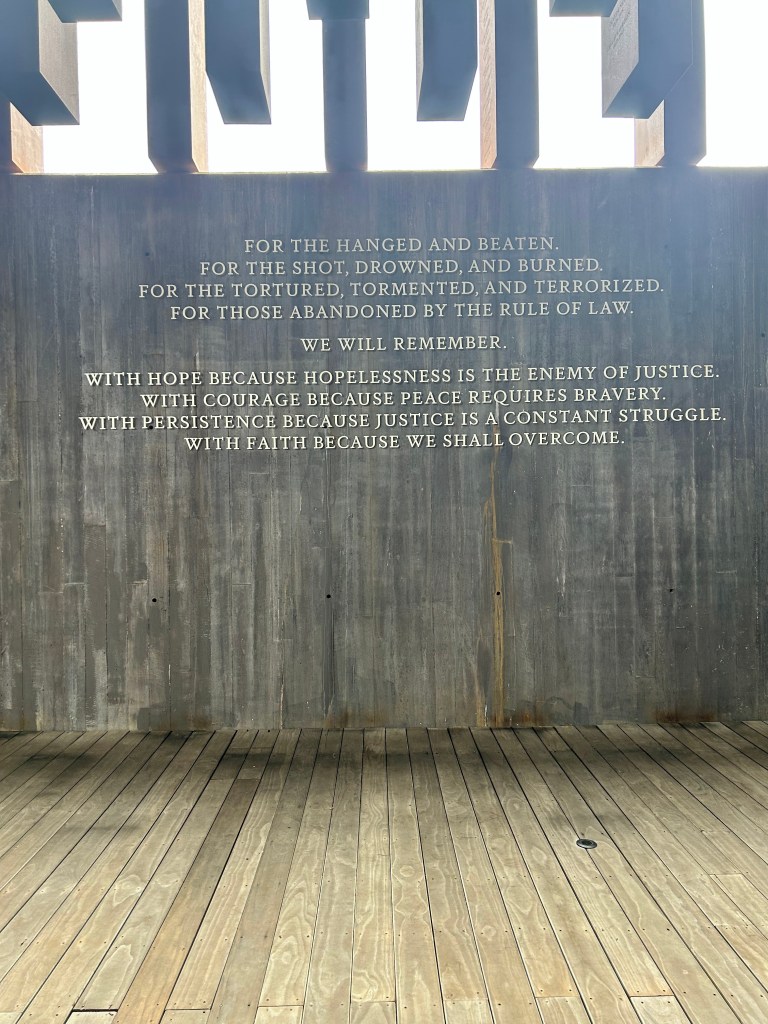 FOR THE HANGED AND BEATEN.
FOR THE SHOT, DROWNED, AND BURNED.
FOR THE TORTURED, TORMENTED, AND TERRORIZED.
FOR THOSE ABANDONED BY THE RULE OF LAW.
WE WILL REMEMBER.
WITH HOPE BECAUSE HOPELESSNESS IS THE ENEMY OF JUSTICE.
WITH COURAGE BECAUSE PEACE REQUIRES BRAVERY.
WITH PERSISTENCE BECAUSE JUSTICE IS A CONSTANT STRUGGLE.
WITH FAITH BECAUSE WE SHALL OVERCOME.